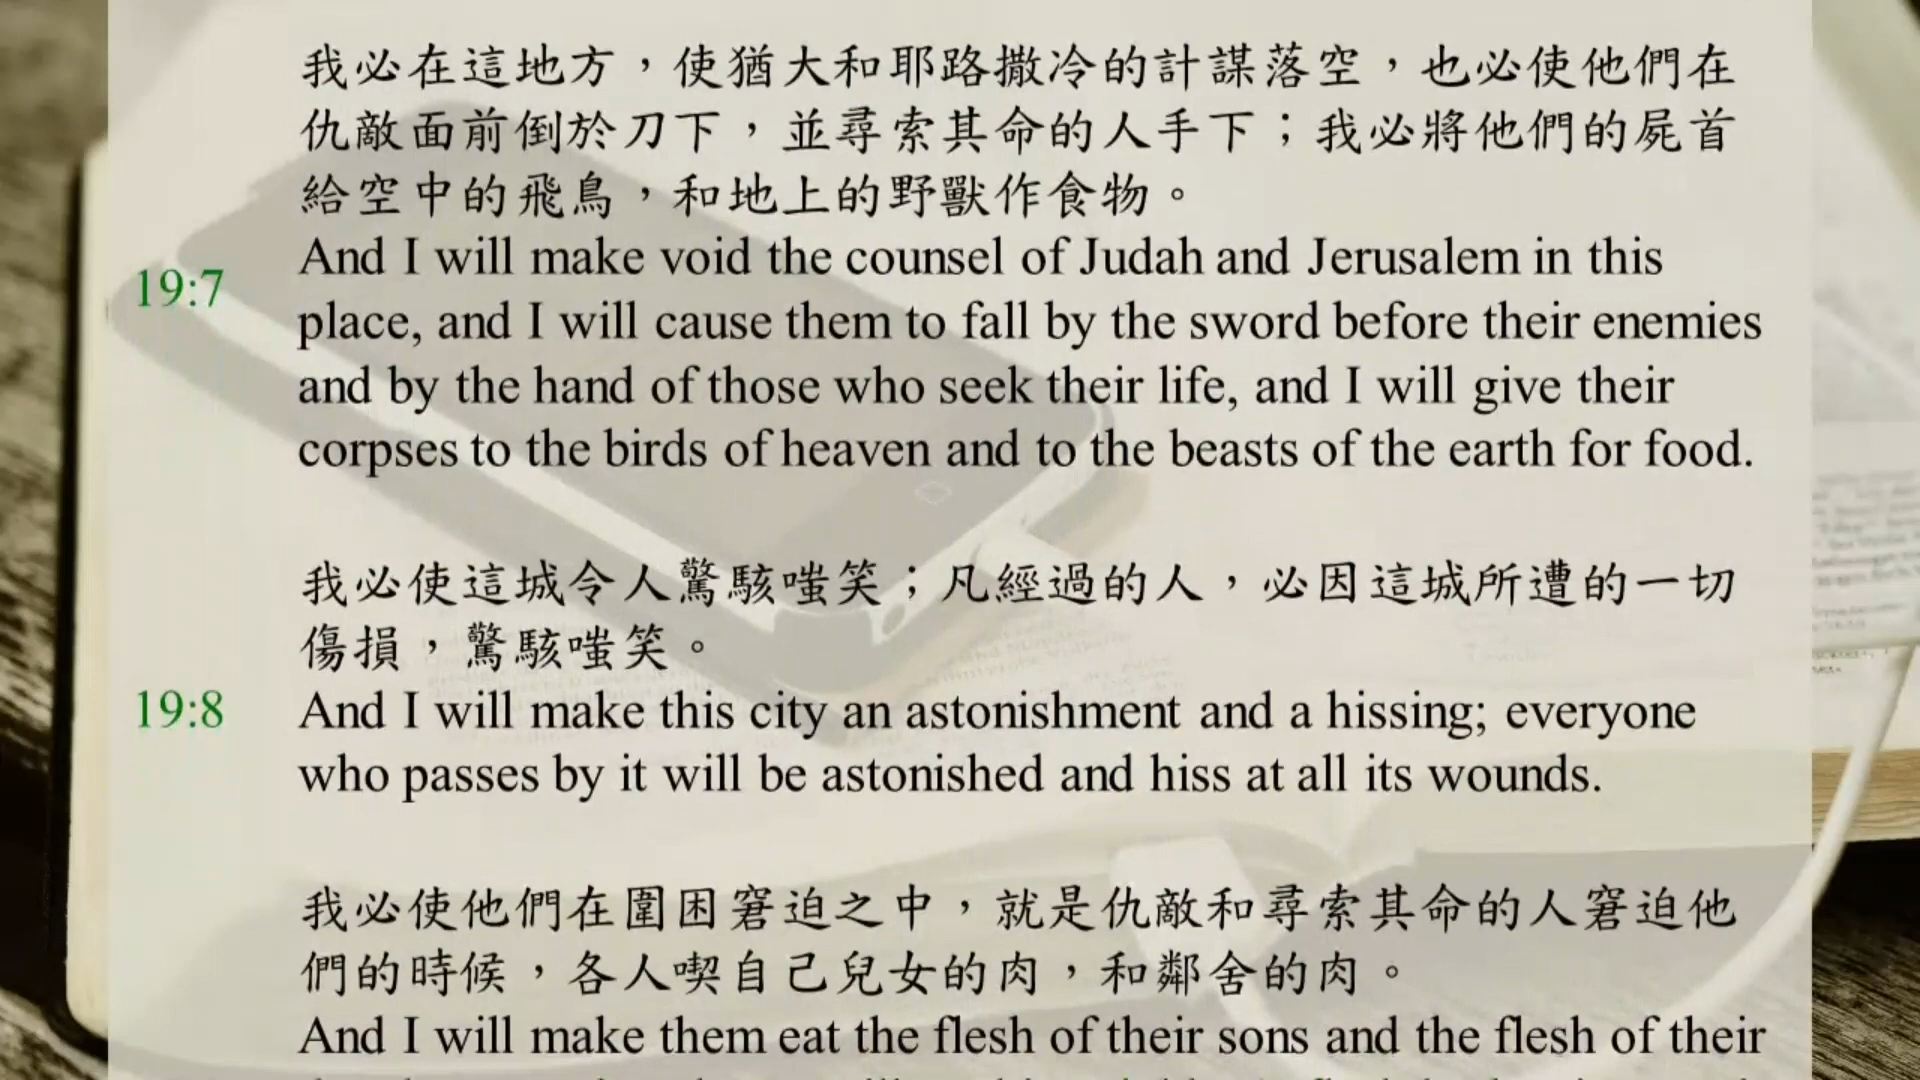 我必在這地方，使猶大和耶路撒冷的計謀落空，也必使他們在
仇敵面前倒於刀下，並尋索其命的人手下；我必將他們的屍首
給空中的飛鳥，和地上的野獸作食物。
19:7
And I will make void the counsel of Judah and Jerusalem in this
place, and I will cause them to fall by the sword before their enemies
and by the hand of those who seek their life, and I will give their
corpses to the birds of heaven and to the beasts of the earth for food.
我必使這城令人驚駭嗤笑；凡經過的人，必因這城所遭的一切
傷損，驚駭嗤笑。
19:8
And I will make this city an astonishment and a hissing; everyone
who passes by it will be astonished and hiss at all its wounds.
我必使他們在圍困窘迫之中，就是仇敵和尋索其命的人窘迫他
們的時候，各人喫自己兒女的肉，和鄰舍的肉。
And I will make them eat the flesh of their sons and the flesh of their